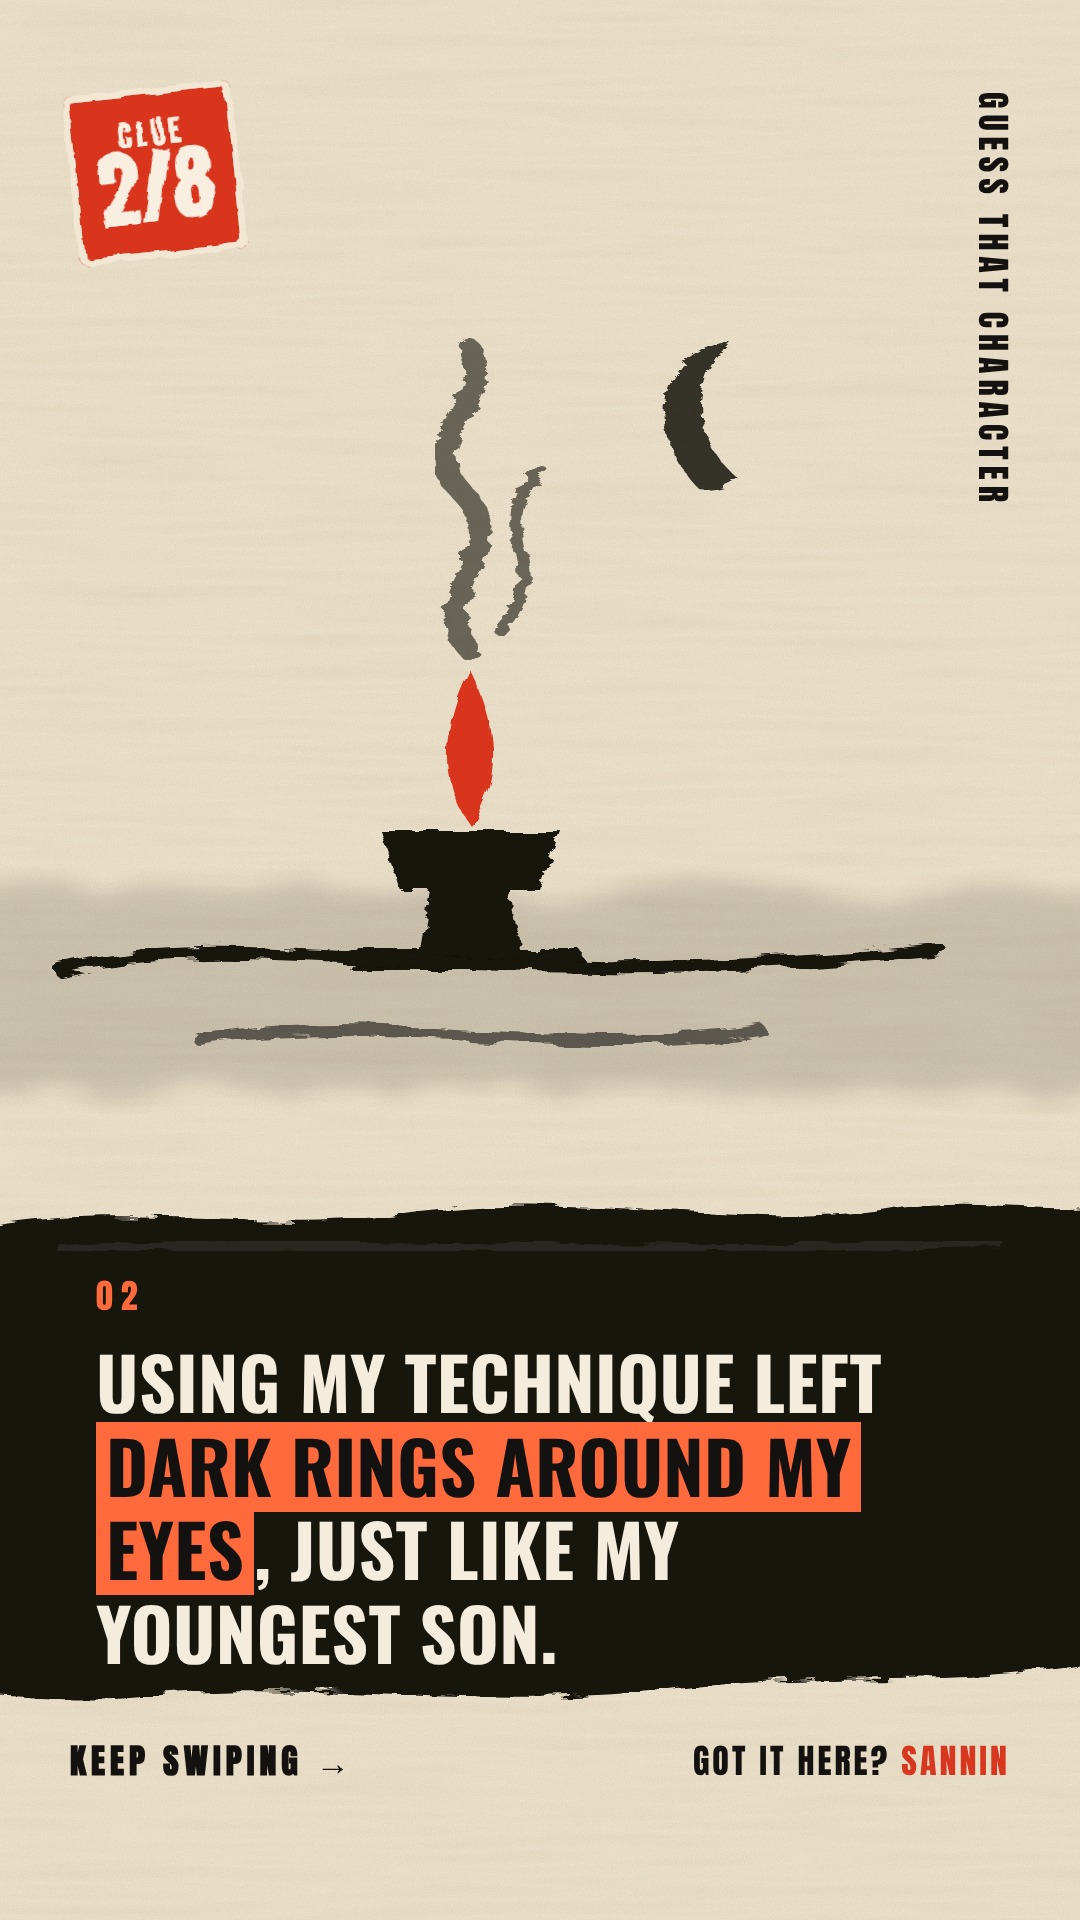 CLUE
2/8
GUESS THAT CHARACTER
02
USING MY TECHNIQUE LEFT
DARK RINGS AROUND MY
EYES, JUST LIKE MY
YOUNGEST SON.
KEEP SWIPING →
GOT IT HERE? SANNIN